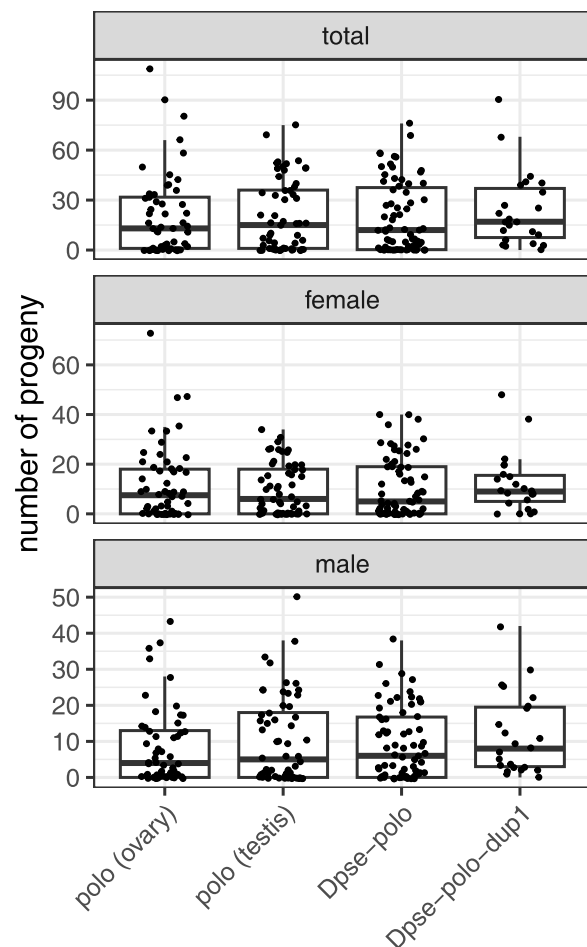 total
90
60
30
0
female
60
40
20
0
male
50
40
30
20
10
0
number of progeny
polo (ovary)
polo (testis)
Dpse−polo
Dpse−polo−dup1